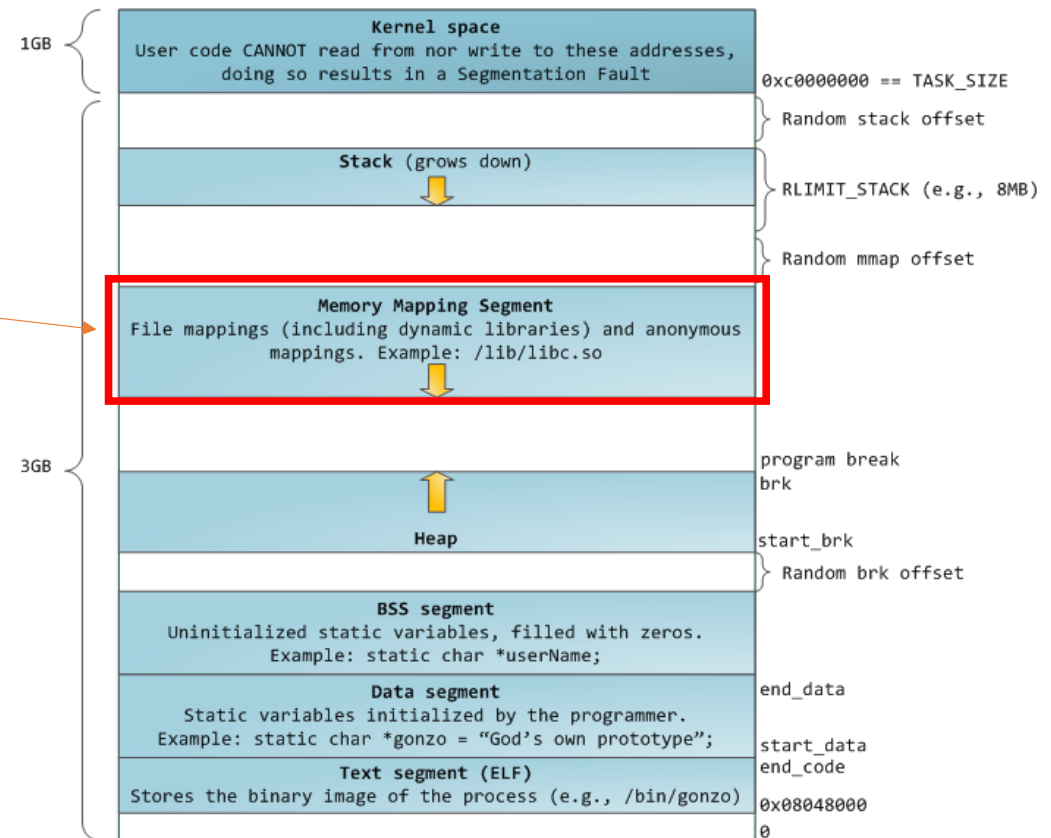 Kernel space
1GB
User code CANNOT read from nor write to these addresses,
doing so results in a Segmentation Fault
0xc0000000 == TASK_SIZE
Random stack offset
Stack (grows down)
RLIMIT_STACK (e.g., 8MB)
Random mmap offset
Memory Mapping Segment
File mappings (including dynamic libraries) and anonymous
mappings. Example: /lib/libc.so
3GB
program break
brk
Heap
start_brk
Random brk offset
BSS segment
Uninitialized static variables, filled with zeros.
Example: static char *userName;
Data segment
end_data
Static variables initialized by the programmer.
Example: static char *gonzo = “God’s own prototype”;
start_data
end_code
Text segment (ELF)
Stores the binary image of the process (e.g., /bin/gonzo)
0x08048000
0